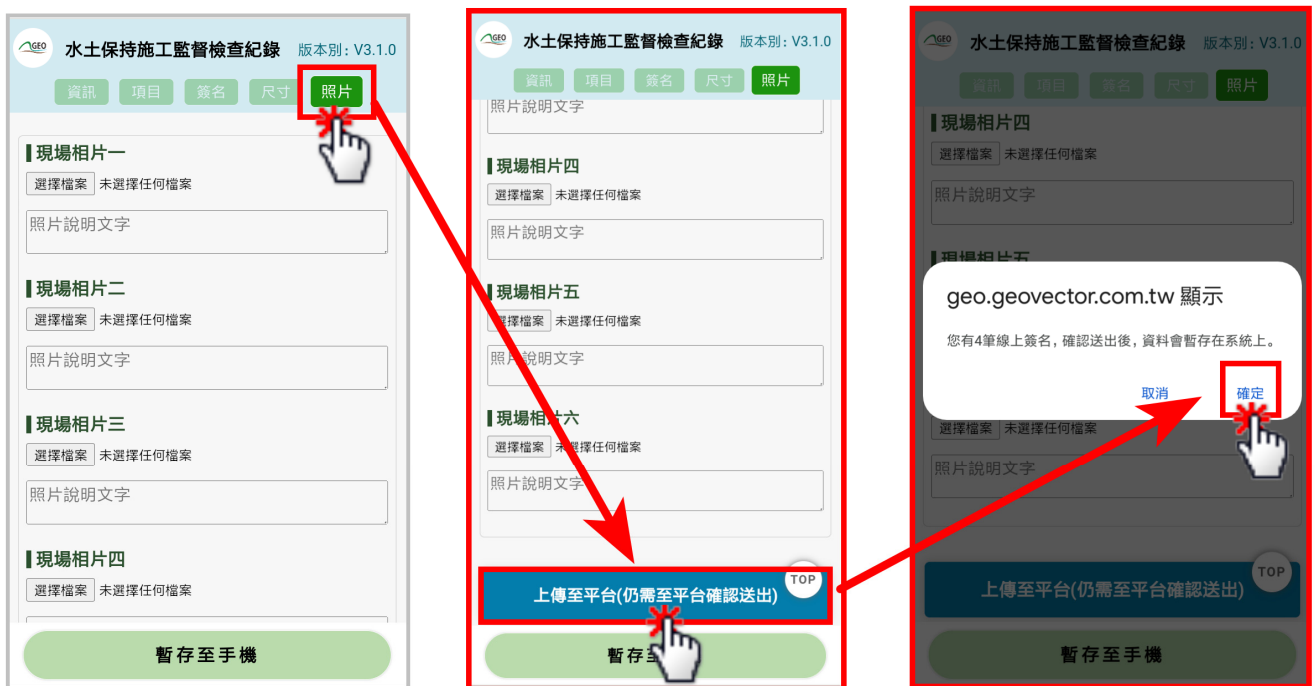 GEO
水土保持施工監督檢查紀錄 版本別: V3.1.0
資訊 項目 簽名 尺寸 照片
現場相片一
選擇檔案 未選擇任何檔案
照片說明文字
現場相片二
選擇檔案 未選擇任何檔案
照片說明文字
現場相片三
選擇檔案 未選擇任何檔案
照片說明文字
現場相片四
選擇檔案 未選擇任何檔案
暫存至手機
GEO
水土保持施工監督檢查紀錄 版本別: V3.1.0
資訊 項目 簽名 尺寸 照片
照片說明文字
現場相片四
選擇檔案 未選擇任何檔案
照片說明文字
現場相片五
選擇檔案 未選擇任何檔案
照片說明文字
現場相片六
選擇檔案 未選擇任何檔案
照片說明文字
TOP
上傳至平台(仍需至平台確認送出)
暫存至
GEO
水土保持施工監督檢查紀錄 版本別: V3.1.0
資訊 項目 簽名 尺寸 照片
現場相片四
選擇檔案 未選擇任何檔案
照片說明文字
現場相片五
geo.geovector.com.tw 顯示
您有4筆線上簽名, 確認送出後, 資料會暫存在系統上。
取消 確定
選擇檔案 未選擇任何檔案
照片說明文字
TOP
上傳至平台(仍需至平台確認送出)
暫存至手機